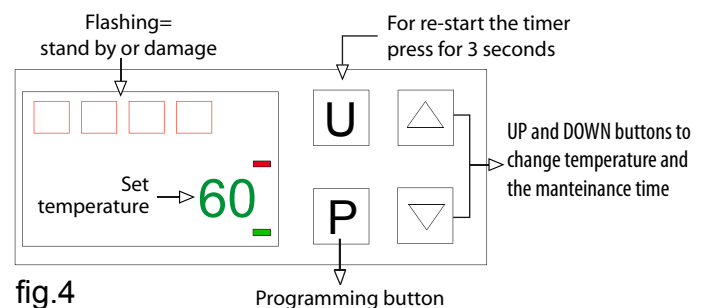 Flashing=
stand by or damage
For re-start the timer
press for 3 seconds
U
UP and DOWN buttons to
change temperature and
the manteinance time
Set
temperature
60
P
fig.4
Programming button